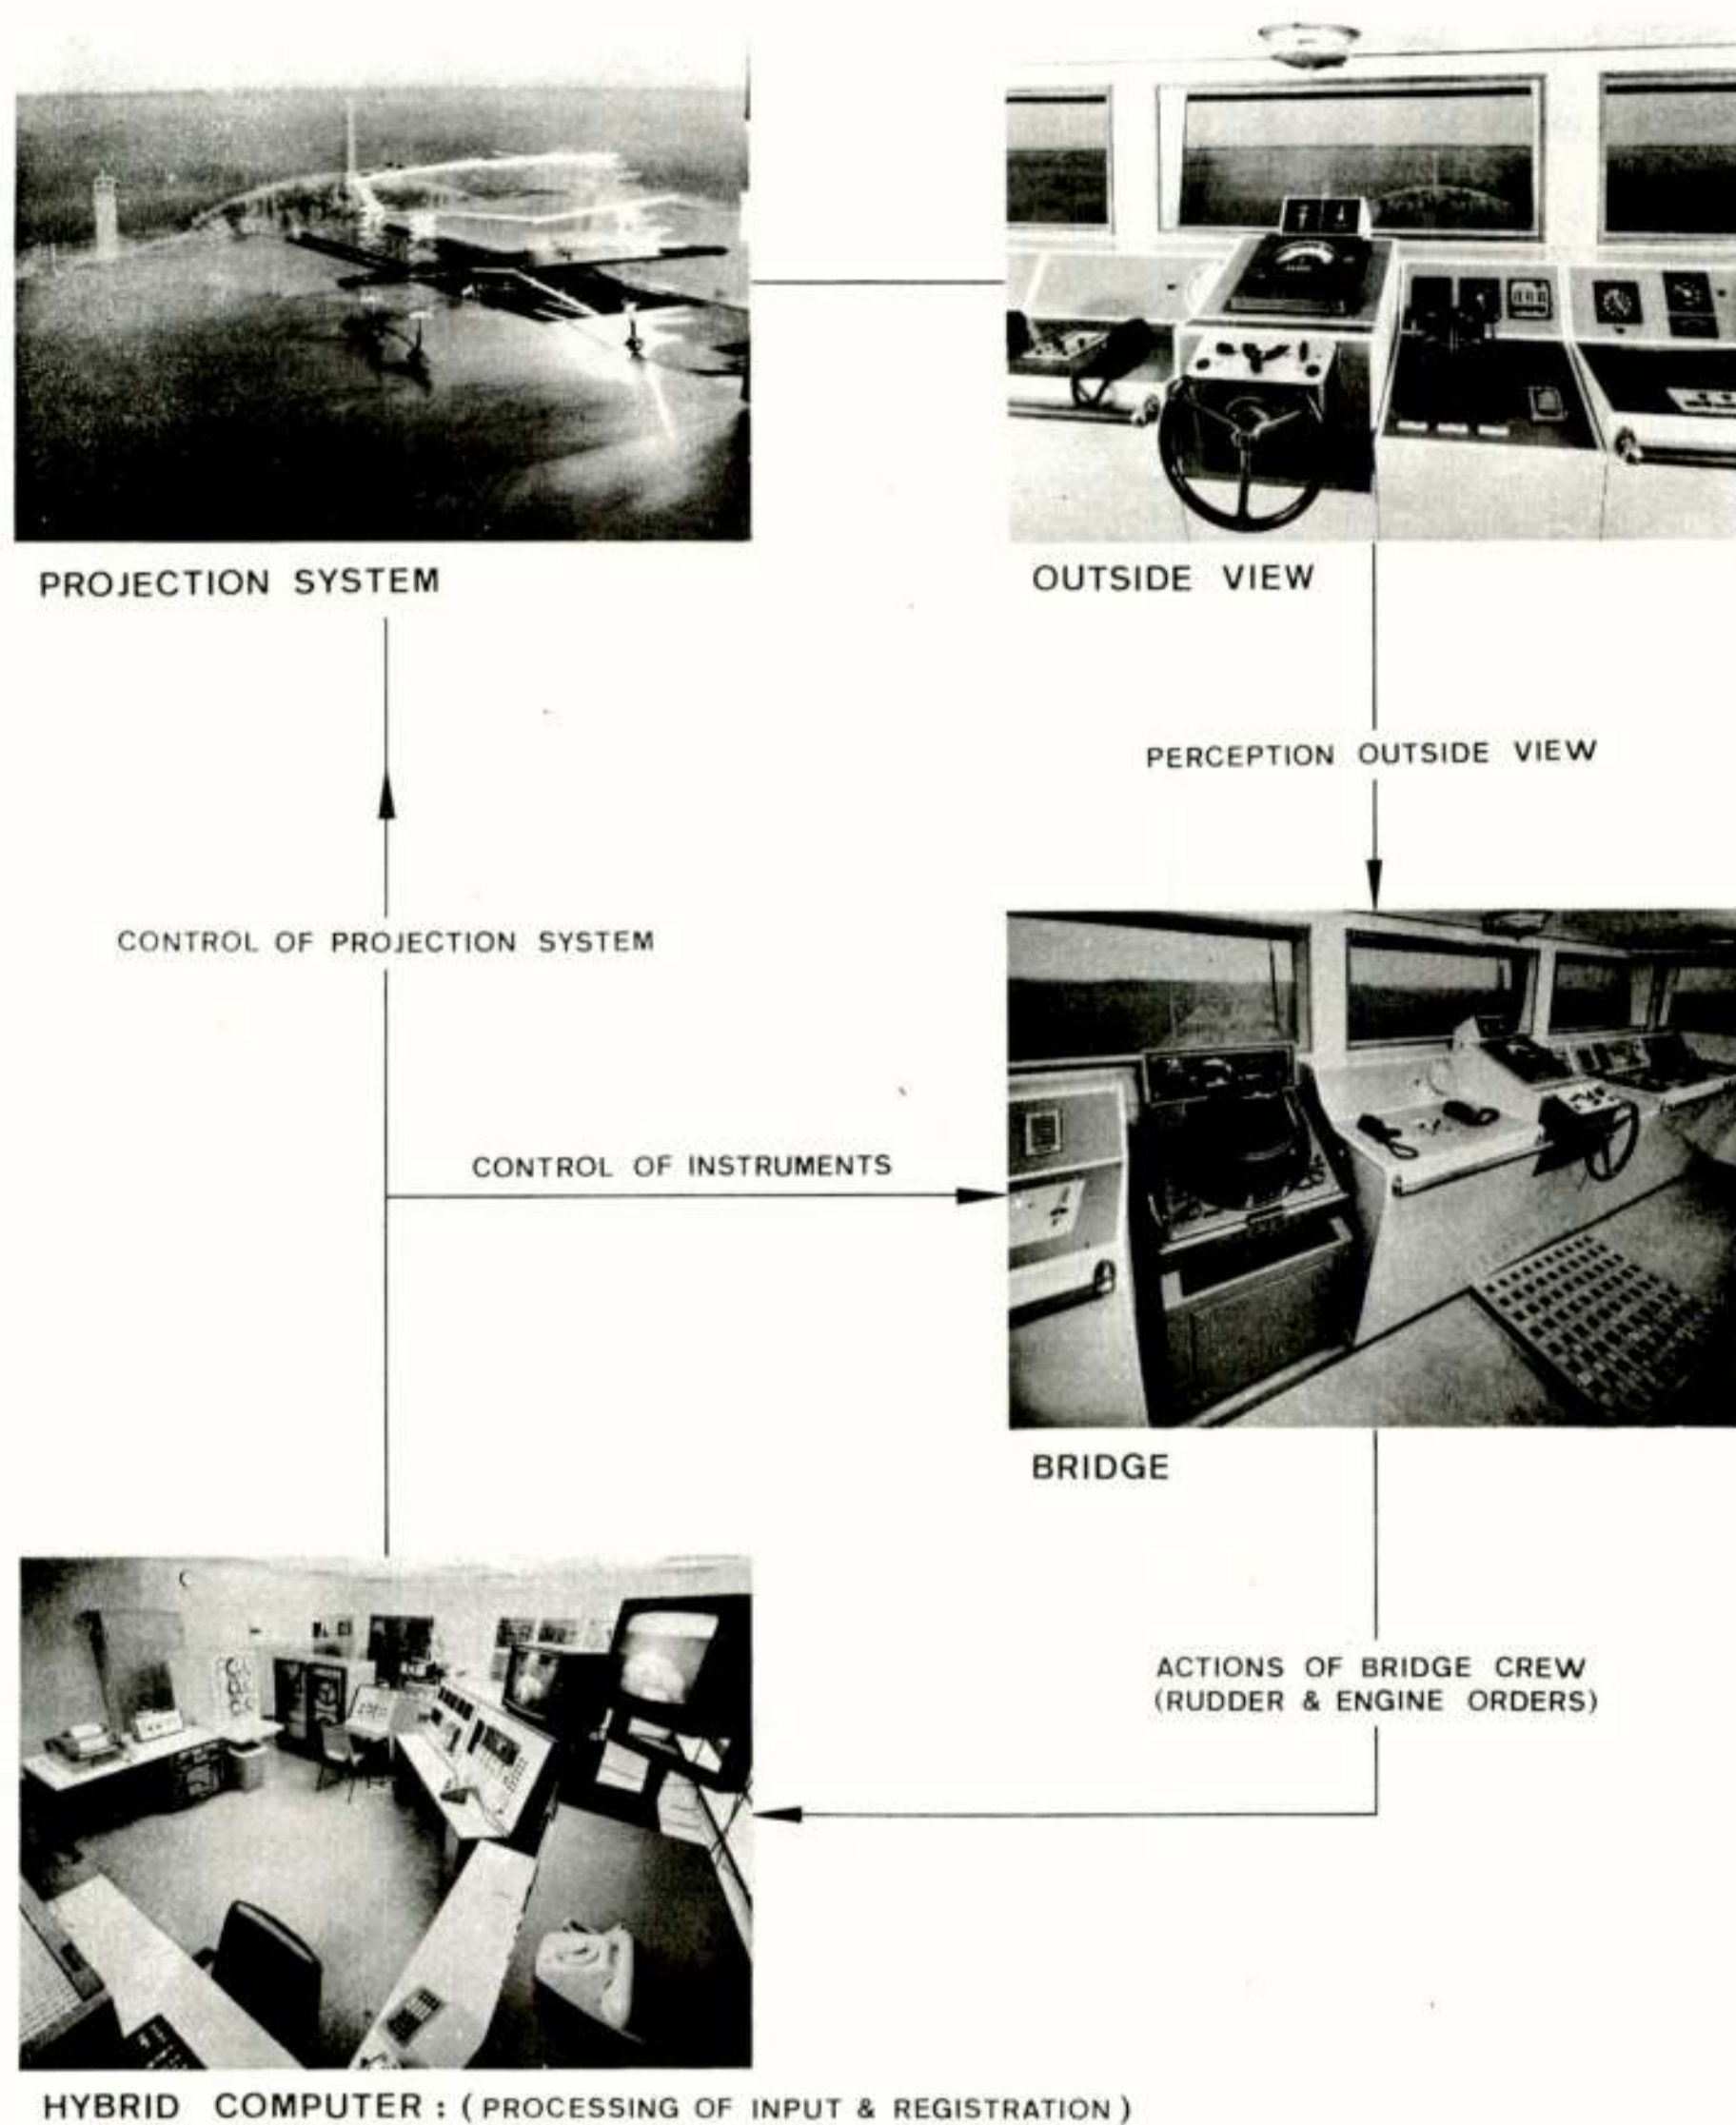 PROJECTION SYSTEM
OUTSIDE VIEW
PERCEPTION OUTSIDE VIEW
CONTROL OF PROJECTION SYSTEM
CONTROL OF INSTRUMENTS
BRIDGE
ACTIONS OF BRIDGE CREW
(RUDDER & ENGINE ORDERS)
HYBRID COMPUTER : (PROCESSING OF INPUT & REGISTRATION)